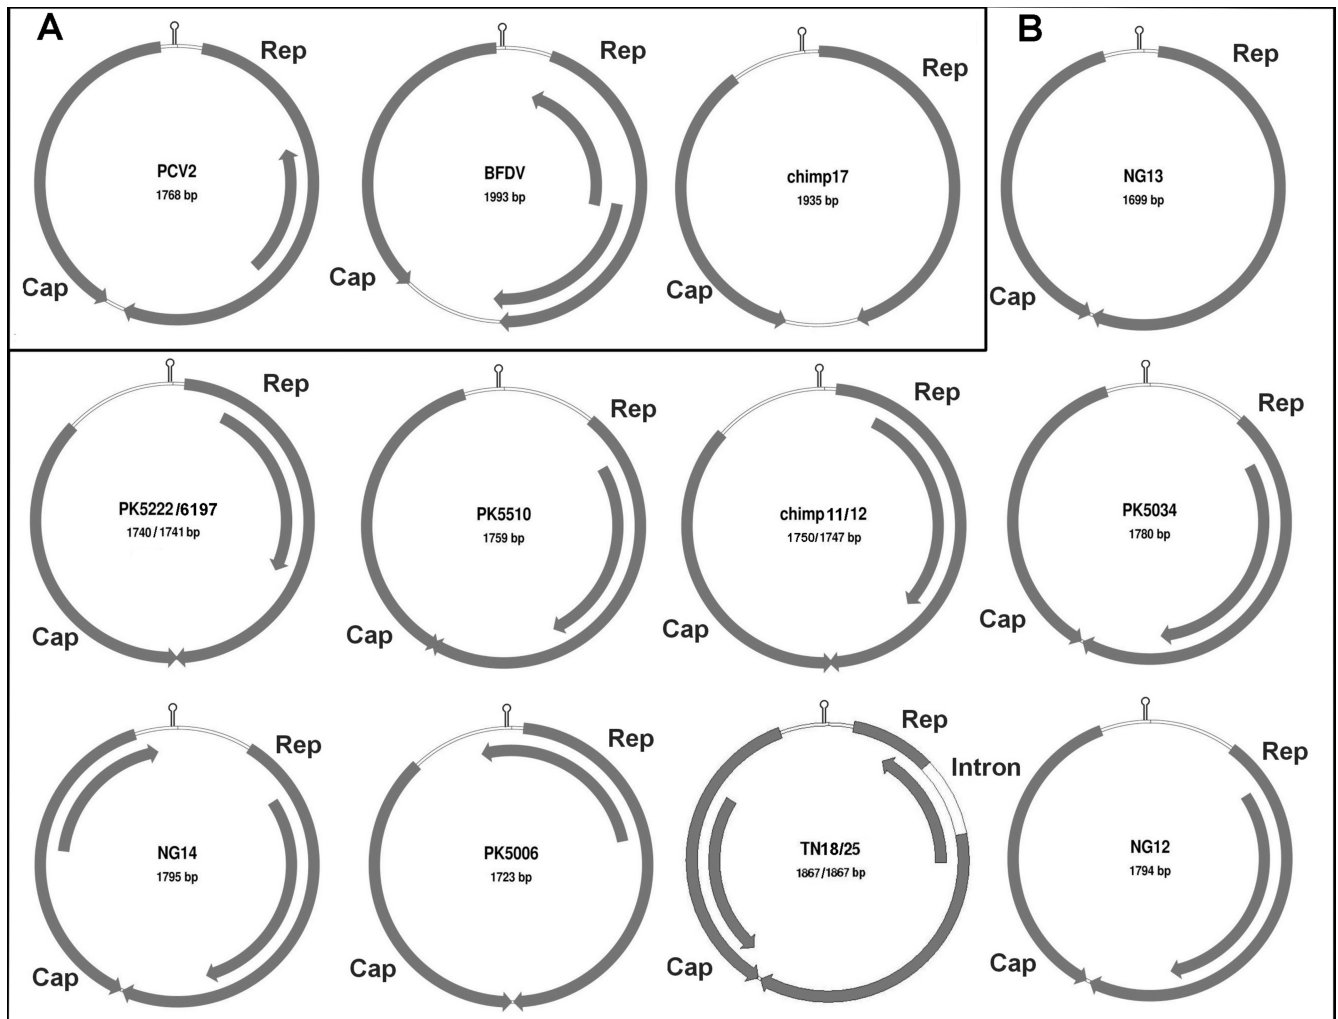 A
B
Rep
Rep
Rep
Rep
PCV2
1768 bp
BFDV
1993 bp
chimp17
1935 bp
NG13
1699 bp
Cap
Cap
Cap
Cap
Rep
Rep
Rep
Rep
PK5222/6197
1740/1741 bp
PK5510
1759 bp
chimp 11/12
1750/1747 bp
PK5034
1780 bp
Cap
Cap
Cap
Cap
Rep
Rep
Rep
Intron
Rep
NG14
1795 bp
PK5006
1723 bp
TN18/25
1867/1867 bp
NG12
1794 bp
Cap
Cap
Cap
Cap